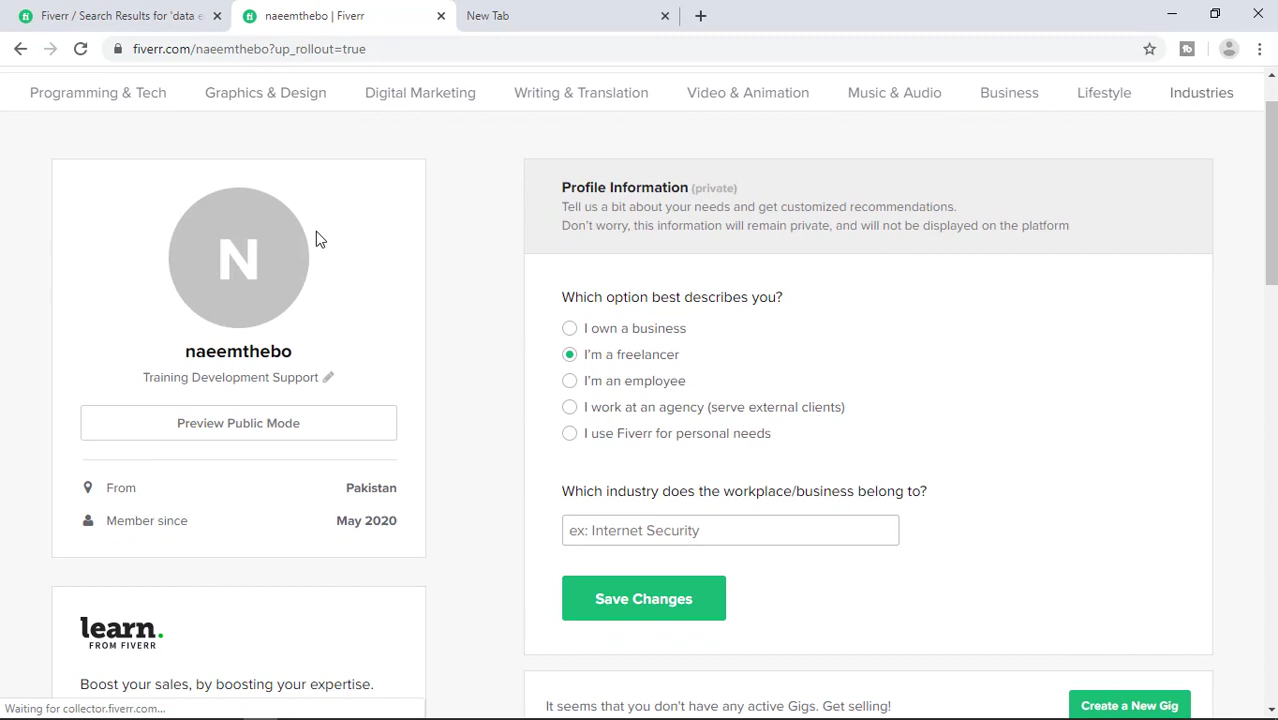 Fiverr / Search Results for 'data e
naeemthebo | Fiverr
New Tab
fiverr.com/naeemthebo?up_rollout=true
Programming & Tech
Graphics & Design
Digital Marketing
Writing & Translation
Video & Animation
Music & Audio
Business
Lifestyle
Industries
N
naeemthebo
Training Development Support
Preview Public Mode
From Pakistan
Member since May 2020
learn.
FROM FIVERR
Boost your sales, by boosting your expertise.
Profile Information (private)
Tell us a bit about your needs and get customized recommendations.
Don't worry, this information will remain private, and will not be displayed on the platform
Which option best describes you?
I own a business
I'm a freelancer
I'm an employee
I work at an agency (serve external clients)
I use Fiverr for personal needs
Which industry does the workplace/business belong to?
ex: Internet Security
Save Changes
It seems that you don't have any active Gigs. Get selling!
Create a New Gig
Waiting for collector.fiverr.com...